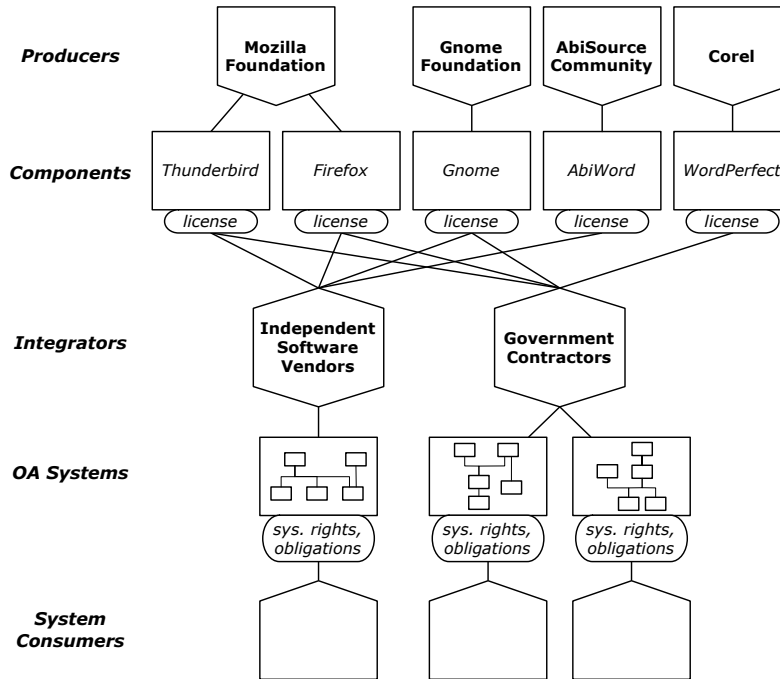 Producers
Mozilla
Foundation
Gnome
Foundation
AbiSource
Community
Corel
Components
Thunderbird
Firefox
Gnome
AbiWord
WordPerfect
license
license
license
license
license
Integrators
Independent
Software
Vendors
Government
Contractors
OA Systems
sys. rights,
obligations
sys. rights,
obligations
sys. rights,
obligations
System
Consumers